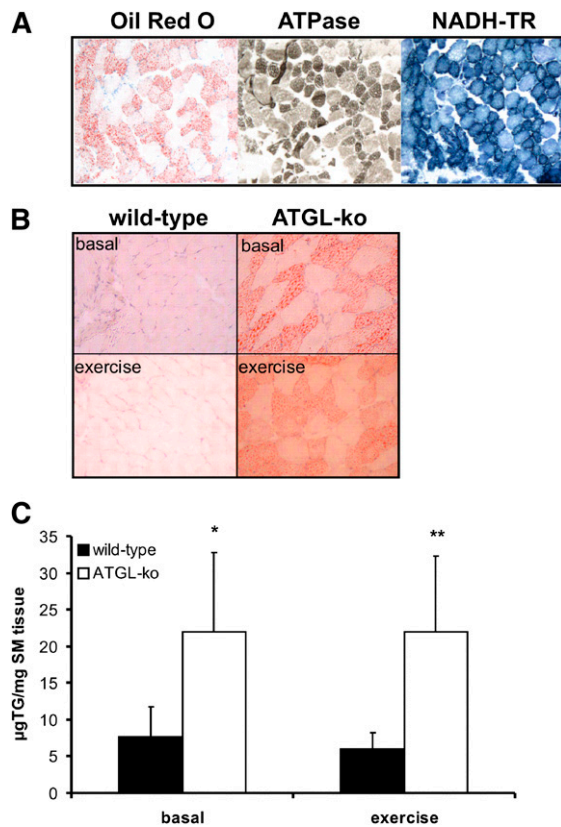 A
Oil Red O ATPase NADH-TR
B
wild-type ATGL-ko
basal basal
exercise exercise
C
35
30
25
20
15
10
5
0
µgTG/mg SM tissue
wild-type
ATGL-ko
* **
basal exercise